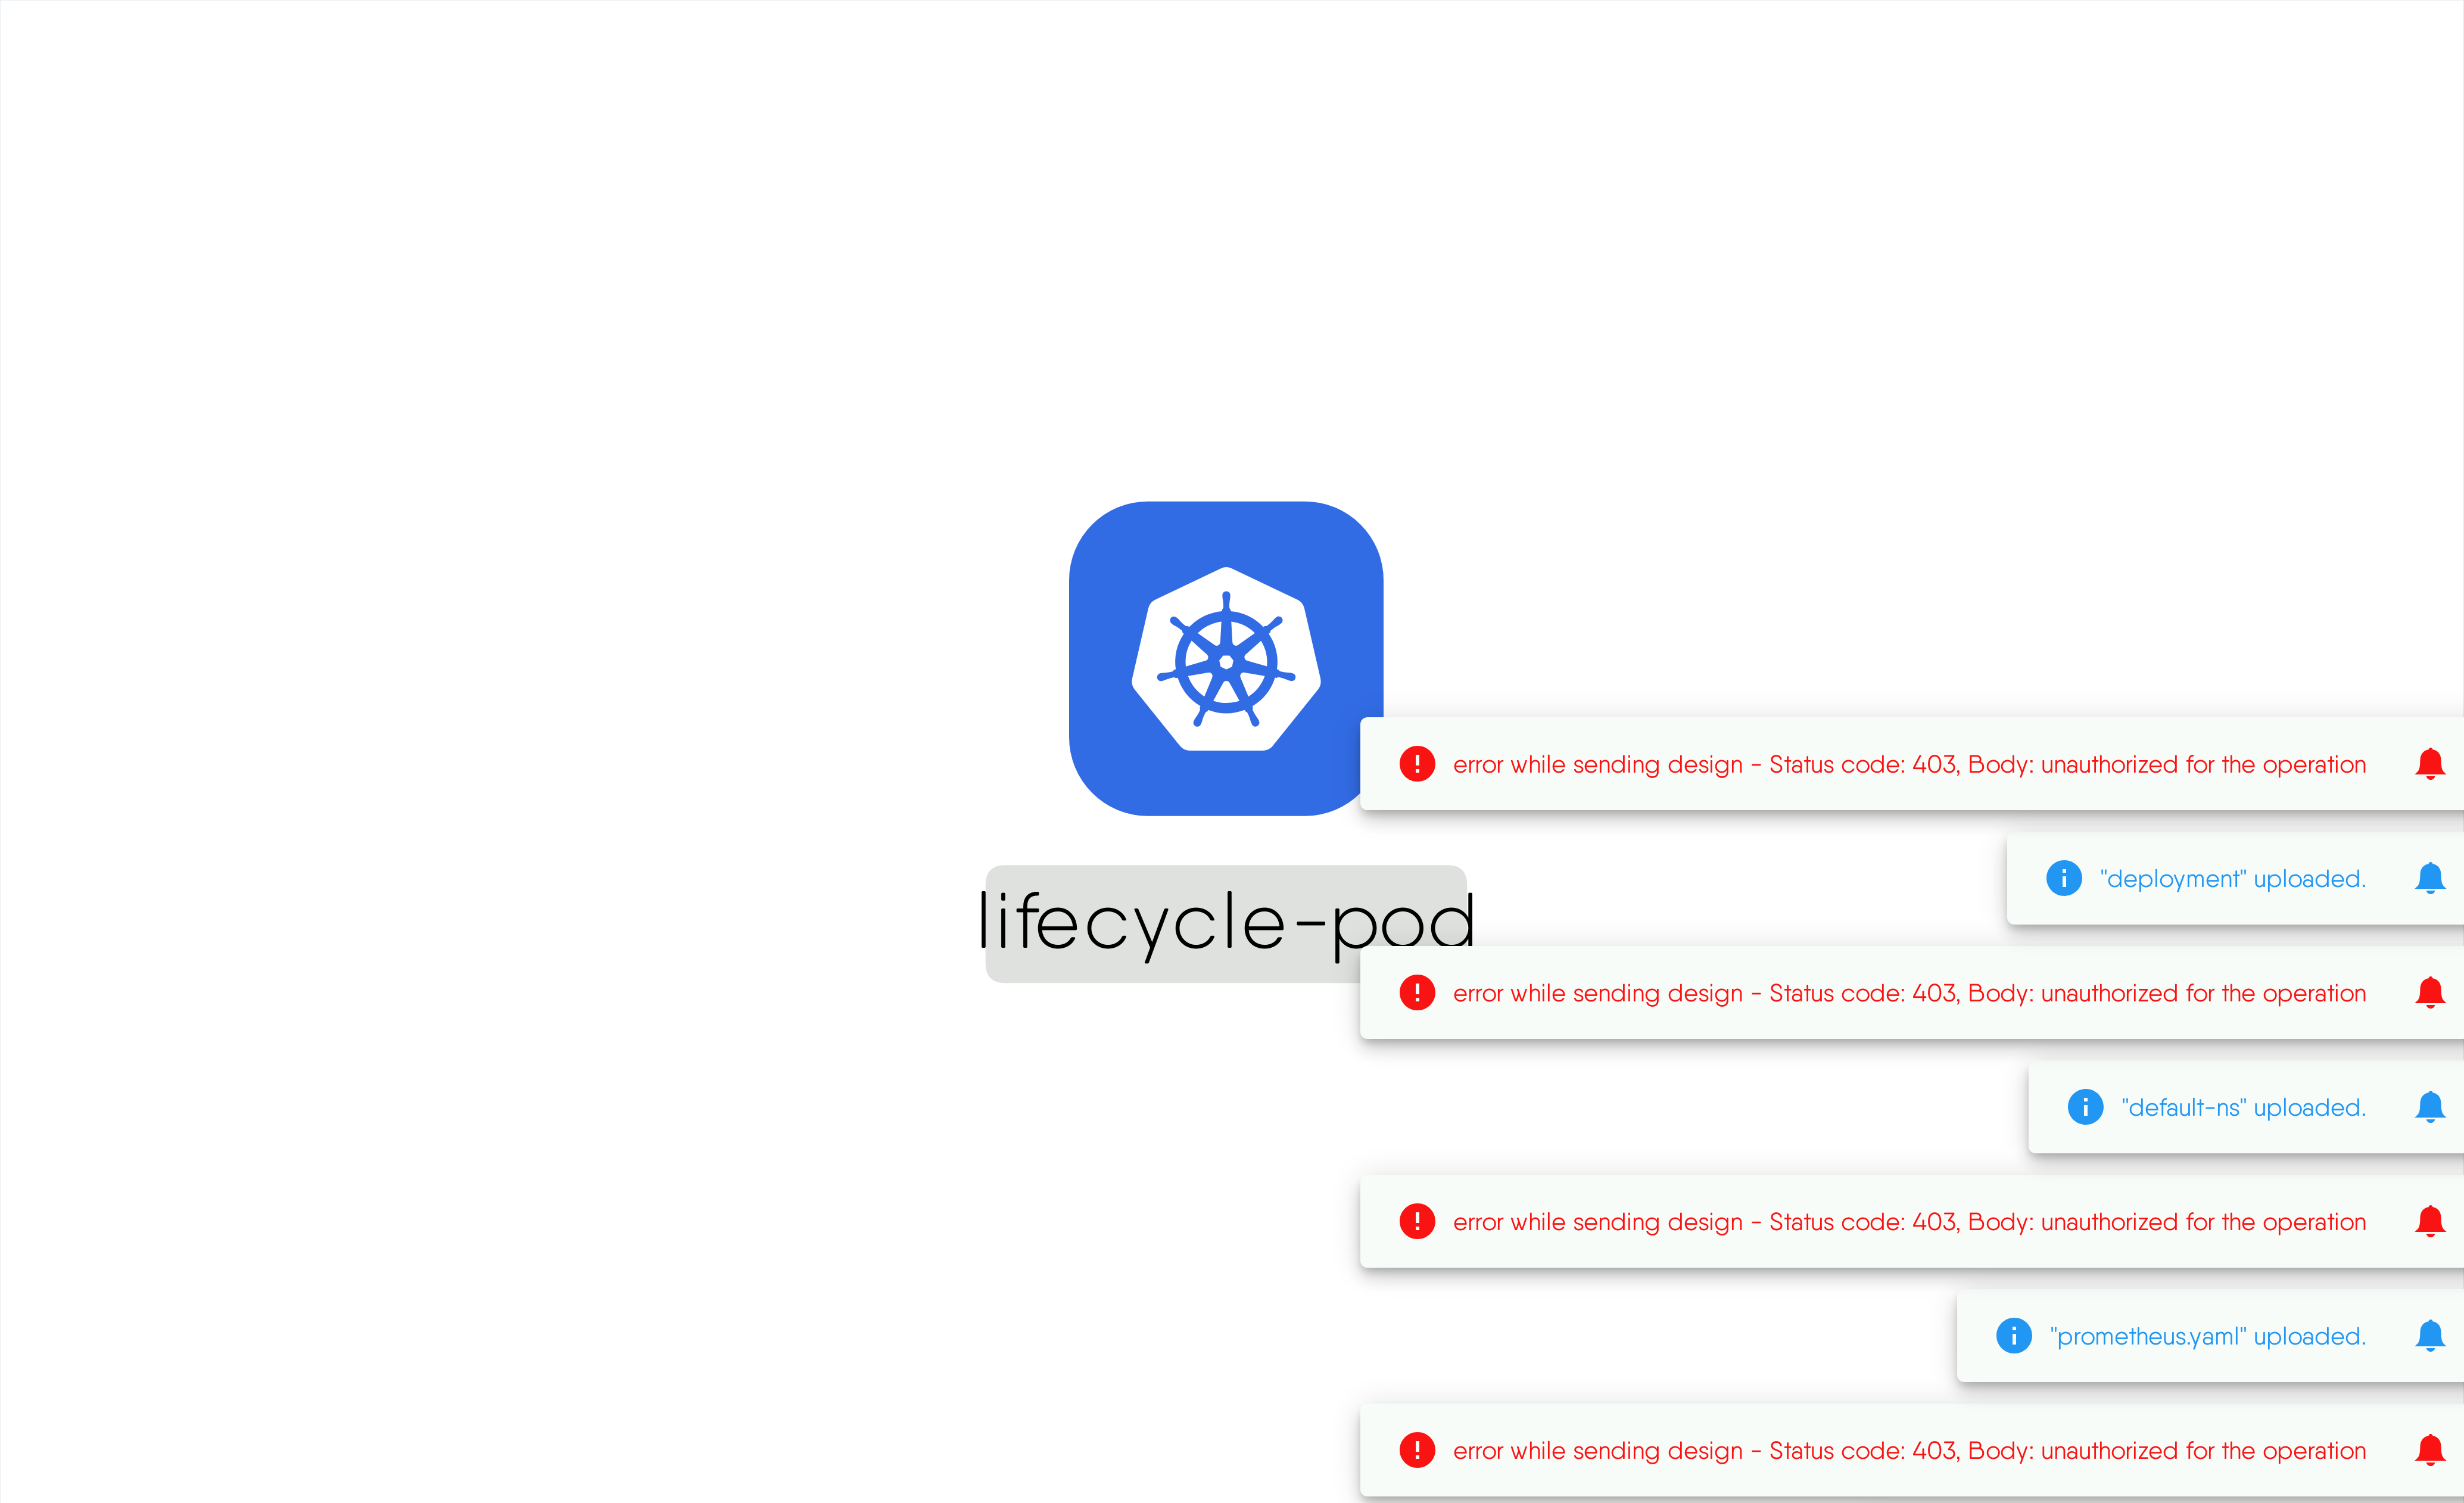 error while sending design - Status code: 403, Body: unauthorized for the operation
"deployment" uploaded.
lifecycle-pod
error while sending design - Status code: 403, Body: unauthorized for the operation
"default-ns" uploaded.
error while sending design - Status code: 403, Body: unauthorized for the operation
"prometheus.yaml" uploaded.
error while sending design - Status code: 403, Body: unauthorized for the operation